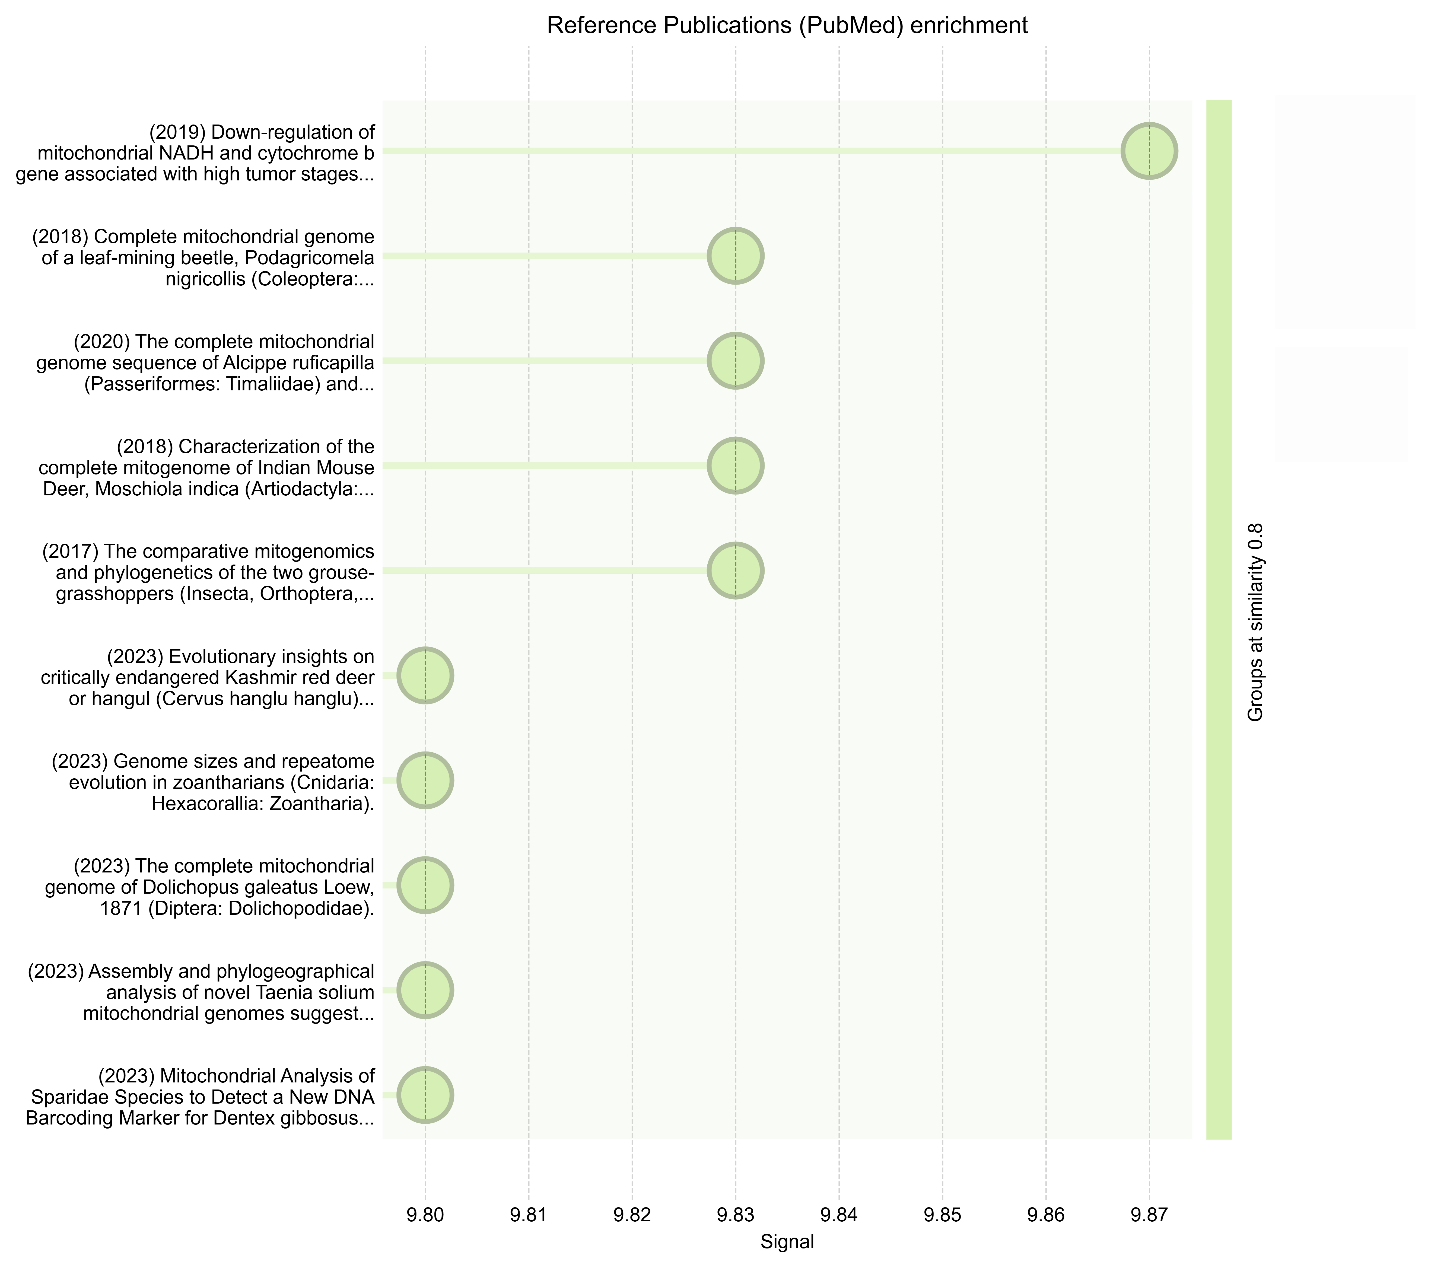 Reference Publications (PubMed) enrichment
(2019) Down-regulation of
mitochondrial NADH and cytochrome b
gene associated with high tumor stages...
(2018) Complete mitochondrial genome
of a leaf-mining beetle, Podagricomela
nigricollis (Coleoptera:...
(2020) The complete mitochondrial
genome sequence of Alcippe ruficapilla
(Passeriformes: Timaliidae) and...
(2018) Characterization of the
complete mitogenome of Indian Mouse
Deer, Moschiola indica (Artiodactyla:...
(2017) The comparative mitogenomics
and phylogenetics of the two grouse-
grasshoppers (Insecta, Orthoptera,...
(2023) Evolutionary insights on
critically endangered Kashmir red deer
or hangul (Cervus hanglu hanglu)...
(2023) Genome sizes and repeatome
evolution in zoantharians (Cnidaria:
Hexacorallia: Zoantharia).
(2023) The complete mitochondrial
genome of Dolichopus galeatus Loew,
1871 (Diptera: Dolichopodidae).
(2023) Assembly and phylogeographical
analysis of novel Taenia solium
mitochondrial genomes suggest...
(2023) Mitochondrial Analysis of
Sparidae Species to Detect a New DNA
Barcoding Marker for Dentex gibbosus...
Groups at similarity 0.8
9.80 9.81 9.82 9.83 9.84 9.85 9.86 9.87
Signal